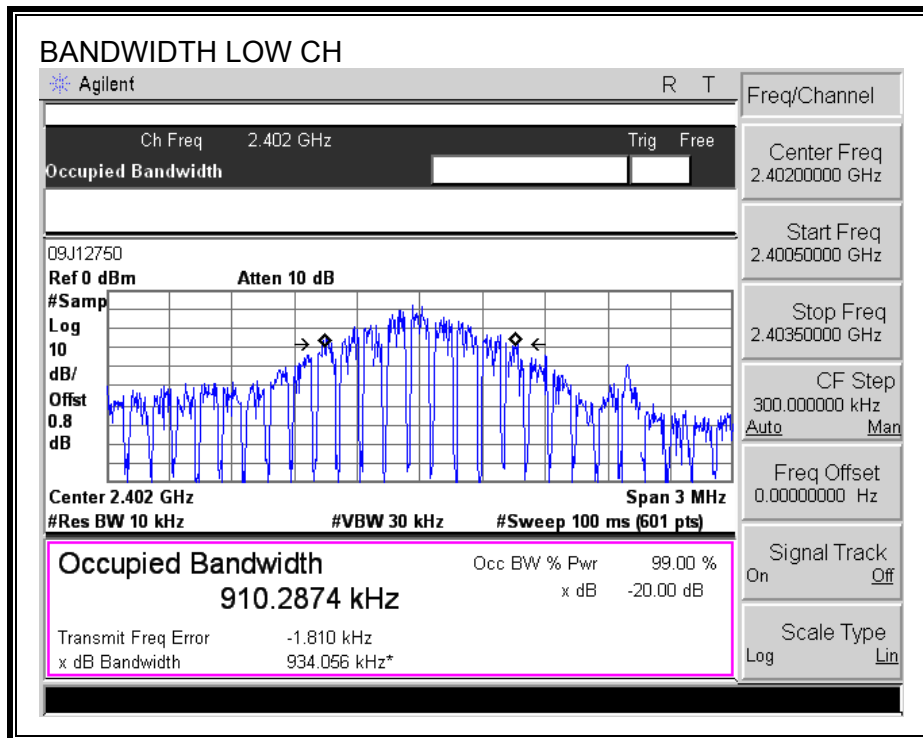 BANDWIDTH LOW CH
Agilent R T
Ch Freq 2.402 GHz Trig Free
Occupied Bandwidth
09J12750
Ref 0 dBm Atten 10 dB
#Samp
Log
10
dB/
Offst
0.8
dB
Center 2.402 GHz Span 3 MHz
#Res BW 10 kHz #VBW 30 kHz #Sweep 100 ms (601 pts)
Occupied Bandwidth Occ BW % Pwr 99.00 %
910.2874 kHz x dB -20.00 dB
Transmit Freq Error -1.810 kHz
x dB Bandwidth 934.056 kHz*
Freq/Channel
Center Freq
2.40200000 GHz
Start Freq
2.40050000 GHz
Stop Freq
2.40350000 GHz
CF Step
300.000000 kHz
Auto Man
Freq Offset
0.00000000 Hz
Signal Track
On Off
Scale Type
Log Lin